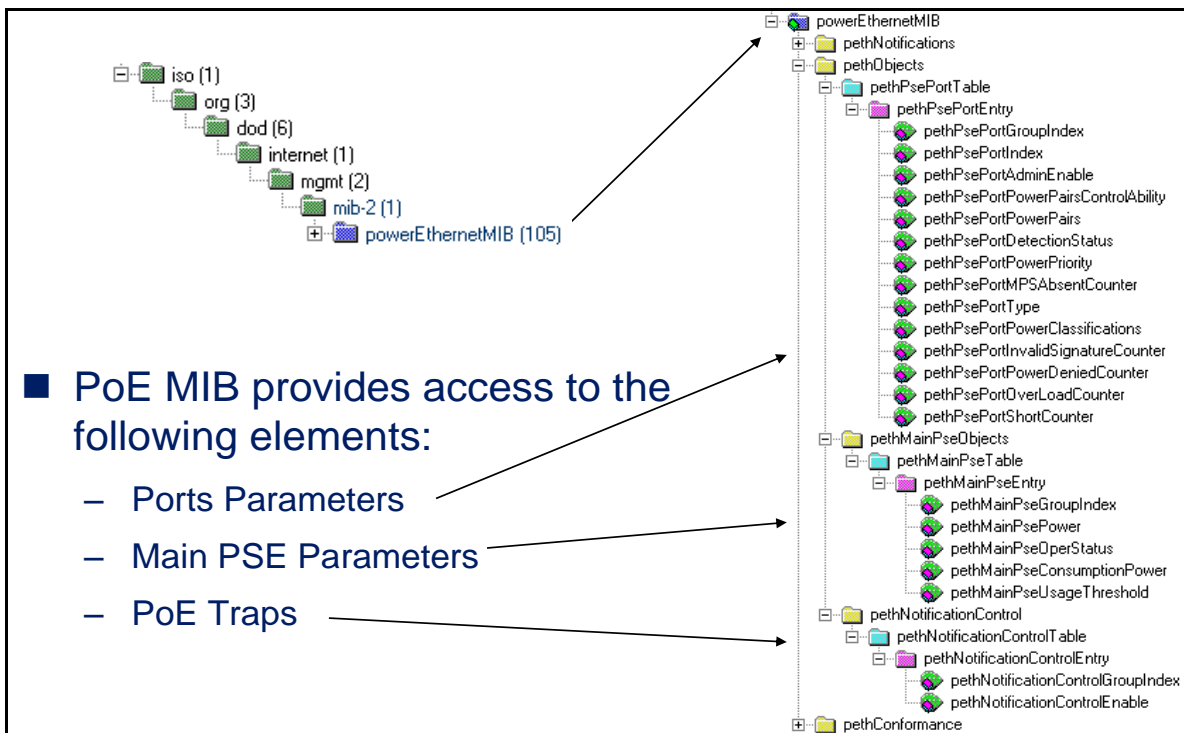 iso (1)
org (3)
dod (6)
internet (1)
mgmt (2)
mib-2 (1)
powerEthernetMIB (105)
■ PoE MIB provides access to the
following elements:
– Ports Parameters
– Main PSE Parameters
– PoE Traps
powerEthernetMIB
pethNotifications
pethObjects
pethPsePortTable
pethPsePortEntry
pethPsePortGroupIndex
pethPsePortIndex
pethPsePortAdminEnable
pethPsePortPowerPairsControlAbility
pethPsePortPowerPairs
pethPsePortDetectionStatus
pethPsePortPowerPriority
pethPsePortMPSAbsentCounter
pethPsePortType
pethPsePortPowerClassifications
pethPsePortInvalidSignatureCounter
pethPsePortPowerDeniedCounter
pethPsePortOverLoadCounter
pethPsePortShortCounter
pethMainPseObjects
pethMainPseTable
pethMainPseEntry
pethMainPseGroupIndex
pethMainPsePower
pethMainPseOperStatus
pethMainPseConsumptionPower
pethMainPseUsageThreshold
pethNotificationControl
pethNotificationControlTable
pethNotificationControlEntry
pethNotificationControlGroupIndex
pethNotificationControlEnable
pethConformance